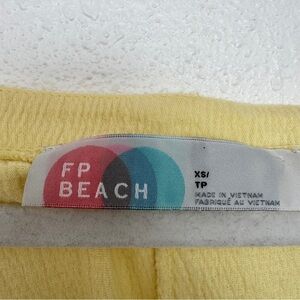 FP
BEACH
XS/
TP
MADE IN VIETNAM
FABRIQUÉ AU VIETNAM